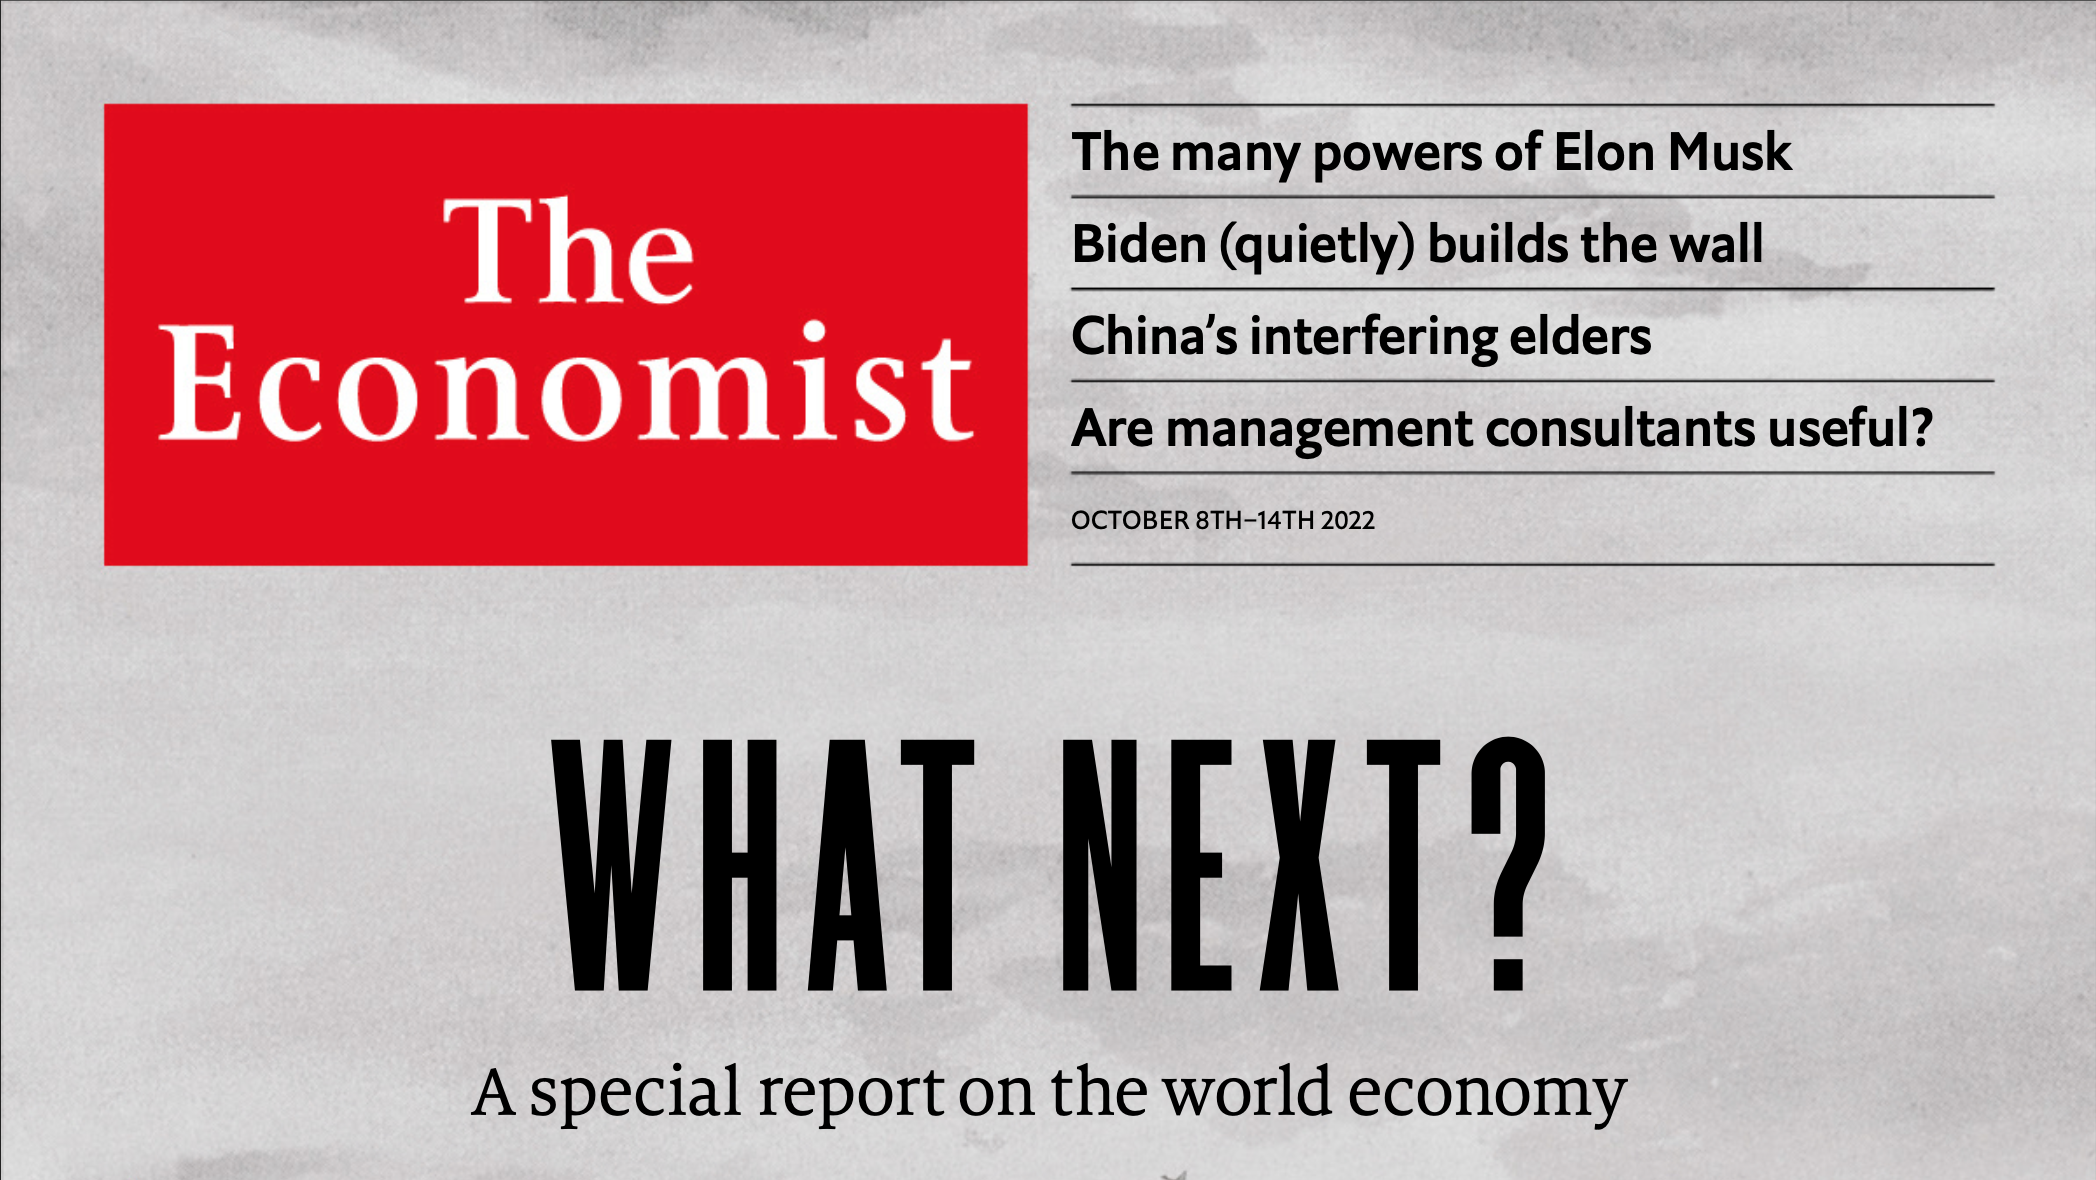 The
Economist
The many powers of Elon Musk
Biden (quietly) builds the wall
China’s interfering elders
Are management consultants useful?
OCTOBER 8TH–14TH 2022
WHAT NEXT?
A special report on the world economy